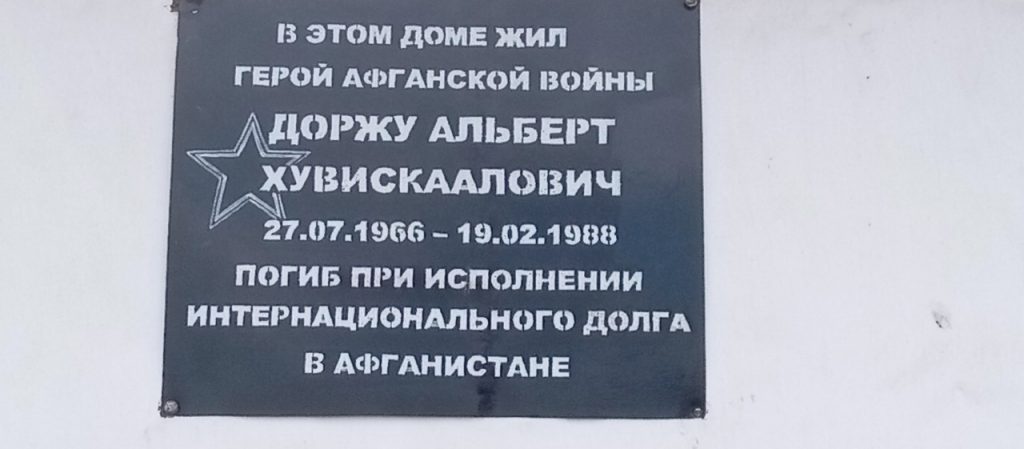 В ЭТОМ ДОМЕ ЖИЛ
ГЕРОЙ АФГАНСКОЙ ВОЙНЫ
ДОРЖУ АЛЬБЕРТ
ХУВИСКААЛОВИЧ
27.07.1966 – 19.02.1988
ПОГИБ ПРИ ИСПОЛНЕНИИ
ИНТЕРНАЦИОНАЛЬНОГО ДОЛГА
В АФГАНИСТАНЕ